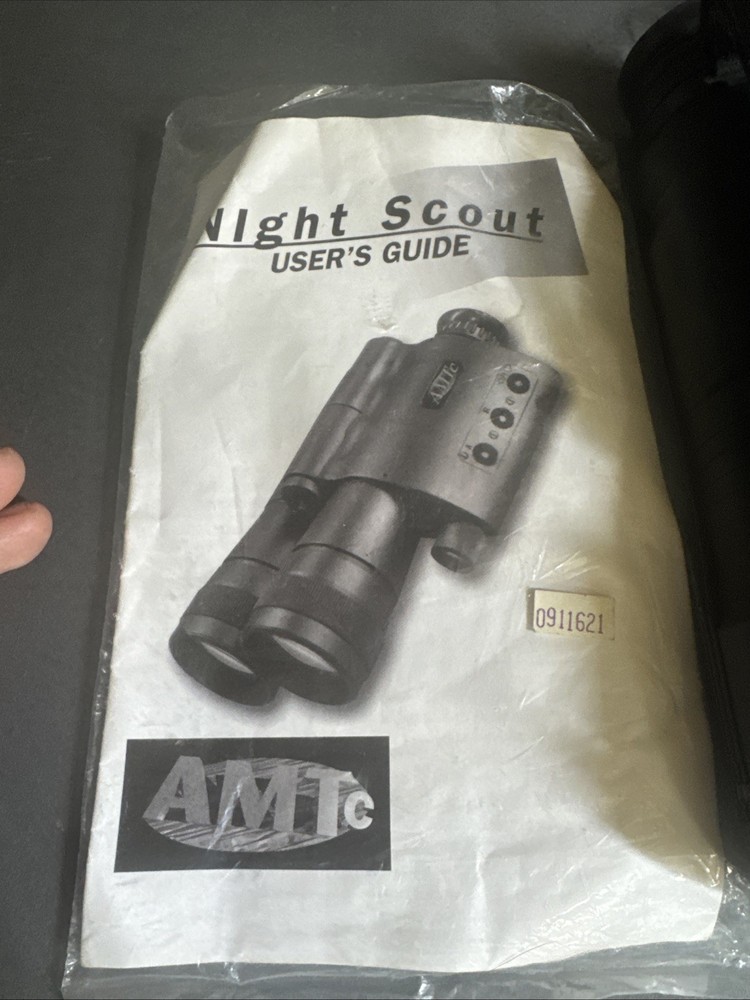 NIght Scout
USER'S GUIDE
AMTc
0911621
AMTc